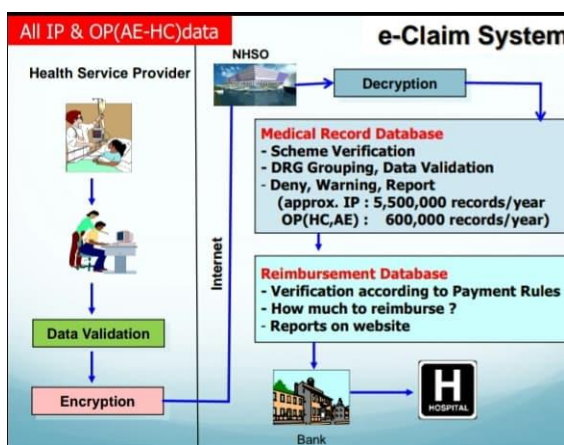 All IP & OP(AE-HC)data
e-Claim System
Health Service Provider
NHSO
Decryption
Medical Record Database
- Scheme Verification
- DRG Grouping, Data Validation
- Deny, Warning, Report
(approx. IP : 5,500,000 records/year
OP(HC,AE) : 600,000 records/year)
Internet
Reimbursement Database
- Verification according to Payment Rules
- How much to reimburse ?
- Reports on website
Data Validation
Encryption
Bank
H
HOSPITAL